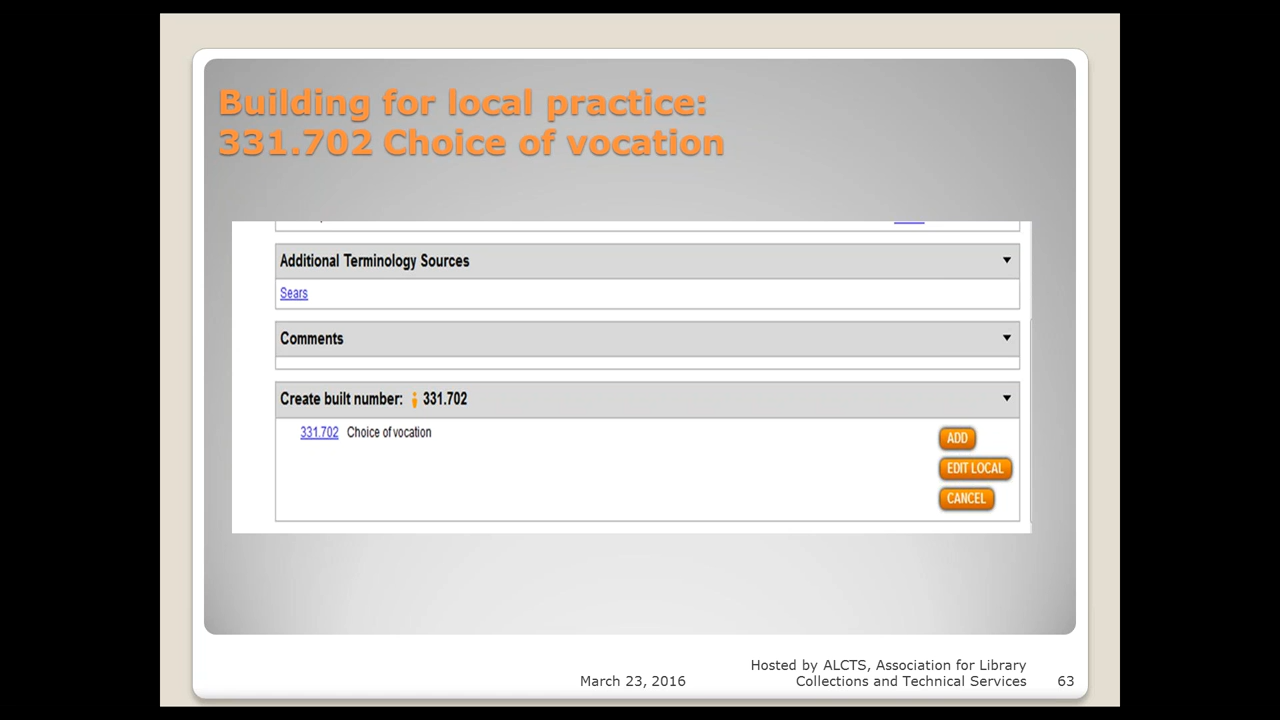 Building for local practice:
331.702 Choice of vocation
Additional Terminology Sources
Sears
Comments
Create built number: 331.702
331.702 Choice of vocation
ADD
EDIT LOCAL
CANCEL
March 23, 2016
Hosted by ALCTS, Association for Library
Collections and Technical Services
63